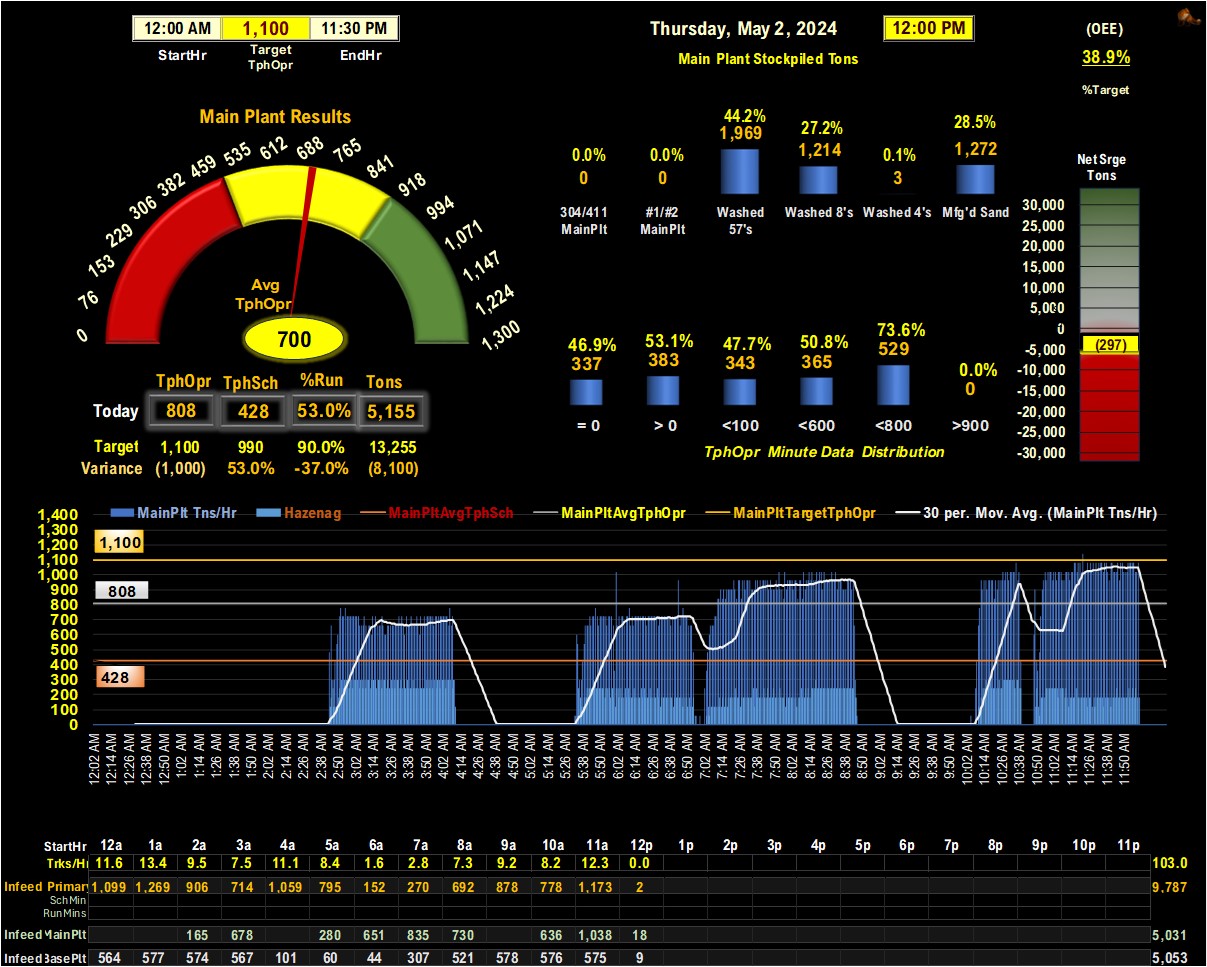 12:00 AM 1,100 11:30 PM
StartHr Target TphOpr EndHr
Thursday, May 2, 2024 12:00 PM
Main Plant Stockpiled Tons
(OEE)
38.9%
%Target
Main Plant Results
0 76 153 229 306 382 459 535 612 688 765 841 918 994 1,071 1,147 1,224 1,300
Avg
TphOpr
700
44.2% 27.2% 28.5%
1,969 1,214 1,272
0.0% 0.0% 0.1%
0 0 3
304/411 #1/#2 Washed Washed 8's Washed 4's Mfg'd Sand
MainPlt MainPlt 57's
Net Srge
Tons
30,000
25,000
20,000
15,000
10,000
5,000
0
(297)
-5,000
-10,000
-15,000
-20,000
-25,000
-30,000
46.9% 53.1% 47.7% 50.8% 73.6% 0.0%
337 383 343 365 529 0
= 0 > 0 <100 <600 <800 >900
TphOpr Minute Data Distribution
TphOpr TphSch %Run Tons
Today 808 428 53.0% 5,155
Target 1,100 990 90.0% 13,255
Variance (1,000) 53.0% -37.0% (8,100)
MainPlt Tns/Hr Hazenag MainPltAvgTphSch MainPltAvgTphOpr MainPltTargetTphOpr 30 per. Mov. Avg. (MainPlt Tns/Hr)
1,400
1,300
1,200
1,100
1,000
900
800
700
600
500
400
300
200
100
0
1,100
808
428
12:02 AM 12:14 AM 12:26 AM 12:38 AM 12:50 AM 1:02 AM 1:14 AM 1:26 AM 1:38 AM 1:50 AM 2:02 AM 2:14 AM 2:26 AM 2:38 AM 2:50 AM 3:02 AM 3:14 AM 3:26 AM 3:38 AM 3:50 AM 4:02 AM 4:14 AM 4:26 AM 4:38 AM 4:50 AM 5:02 AM 5:14 AM 5:26 AM 5:38 AM 5:50 AM 6:02 AM 6:14 AM 6:26 AM 6:38 AM 6:50 AM 7:02 AM 7:14 AM 7:26 AM 7:38 AM 7:50 AM 8:02 AM 8:14 AM 8:26 AM 8:38 AM 8:50 AM 9:02 AM 9:14 AM 9:26 AM 9:38 AM 9:50 AM 10:02 AM 10:14 AM 10:26 AM 10:38 AM 10:50 AM 11:02 AM 11:14 AM 11:26 AM 11:38 AM 11:50 AM
StartHr 12a 1a 2a 3a 4a 5a 6a 7a 8a 9a 10a 11a 12p 1p 2p 3p 4p 5p 6p 7p 8p 9p 10p 11p
Trks/Hr 11.6 13.4 9.5 7.5 11.1 8.4 1.6 2.8 7.3 9.2 8.2 12.3 0.0 103.0
Infeed Primary 1,099 1,269 906 714 1,059 795 152 270 692 878 778 1,173 2 9,787
SchMin
RunMins
Infeed MainPlt 165 678 280 651 835 730 636 1,038 18 5,031
Infeed BasePlt 564 577 574 567 101 60 44 307 521 578 576 575 9 5,053